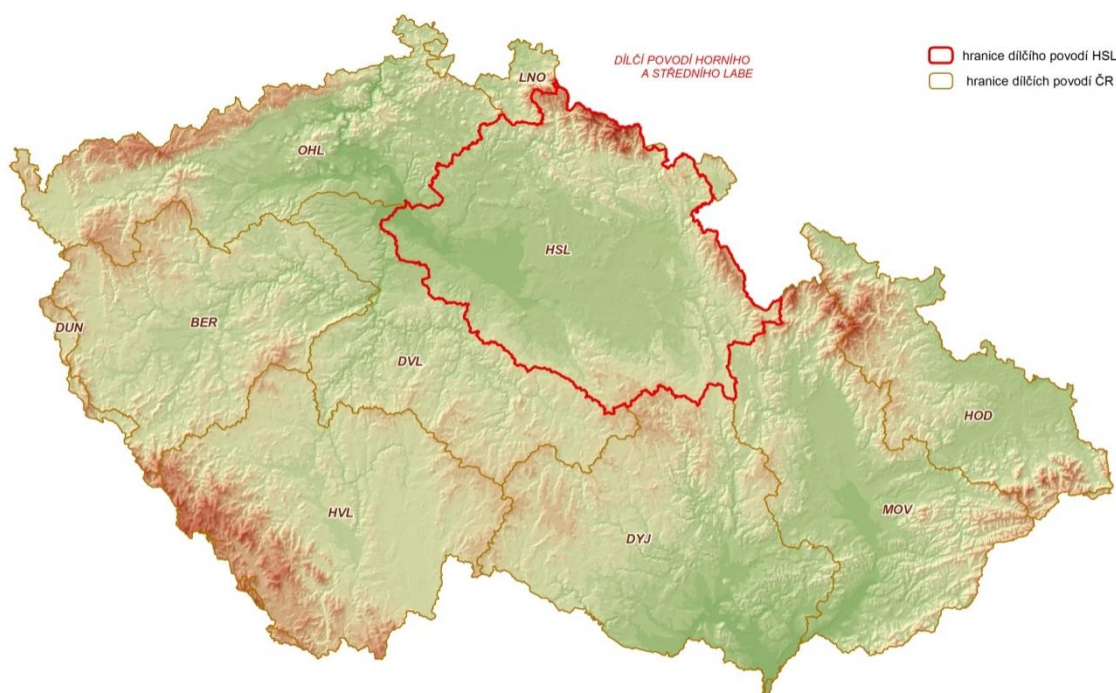 DÍLČÍ POVODÍ HORNÍHO
A STŘEDNÍHO LABE
hranice dílčího povodí HSL
hranice dílčích povodí ČR
LNO
OHL
HSL
DUN
BER
DVL
HOD
HVL
MOV
DYJ